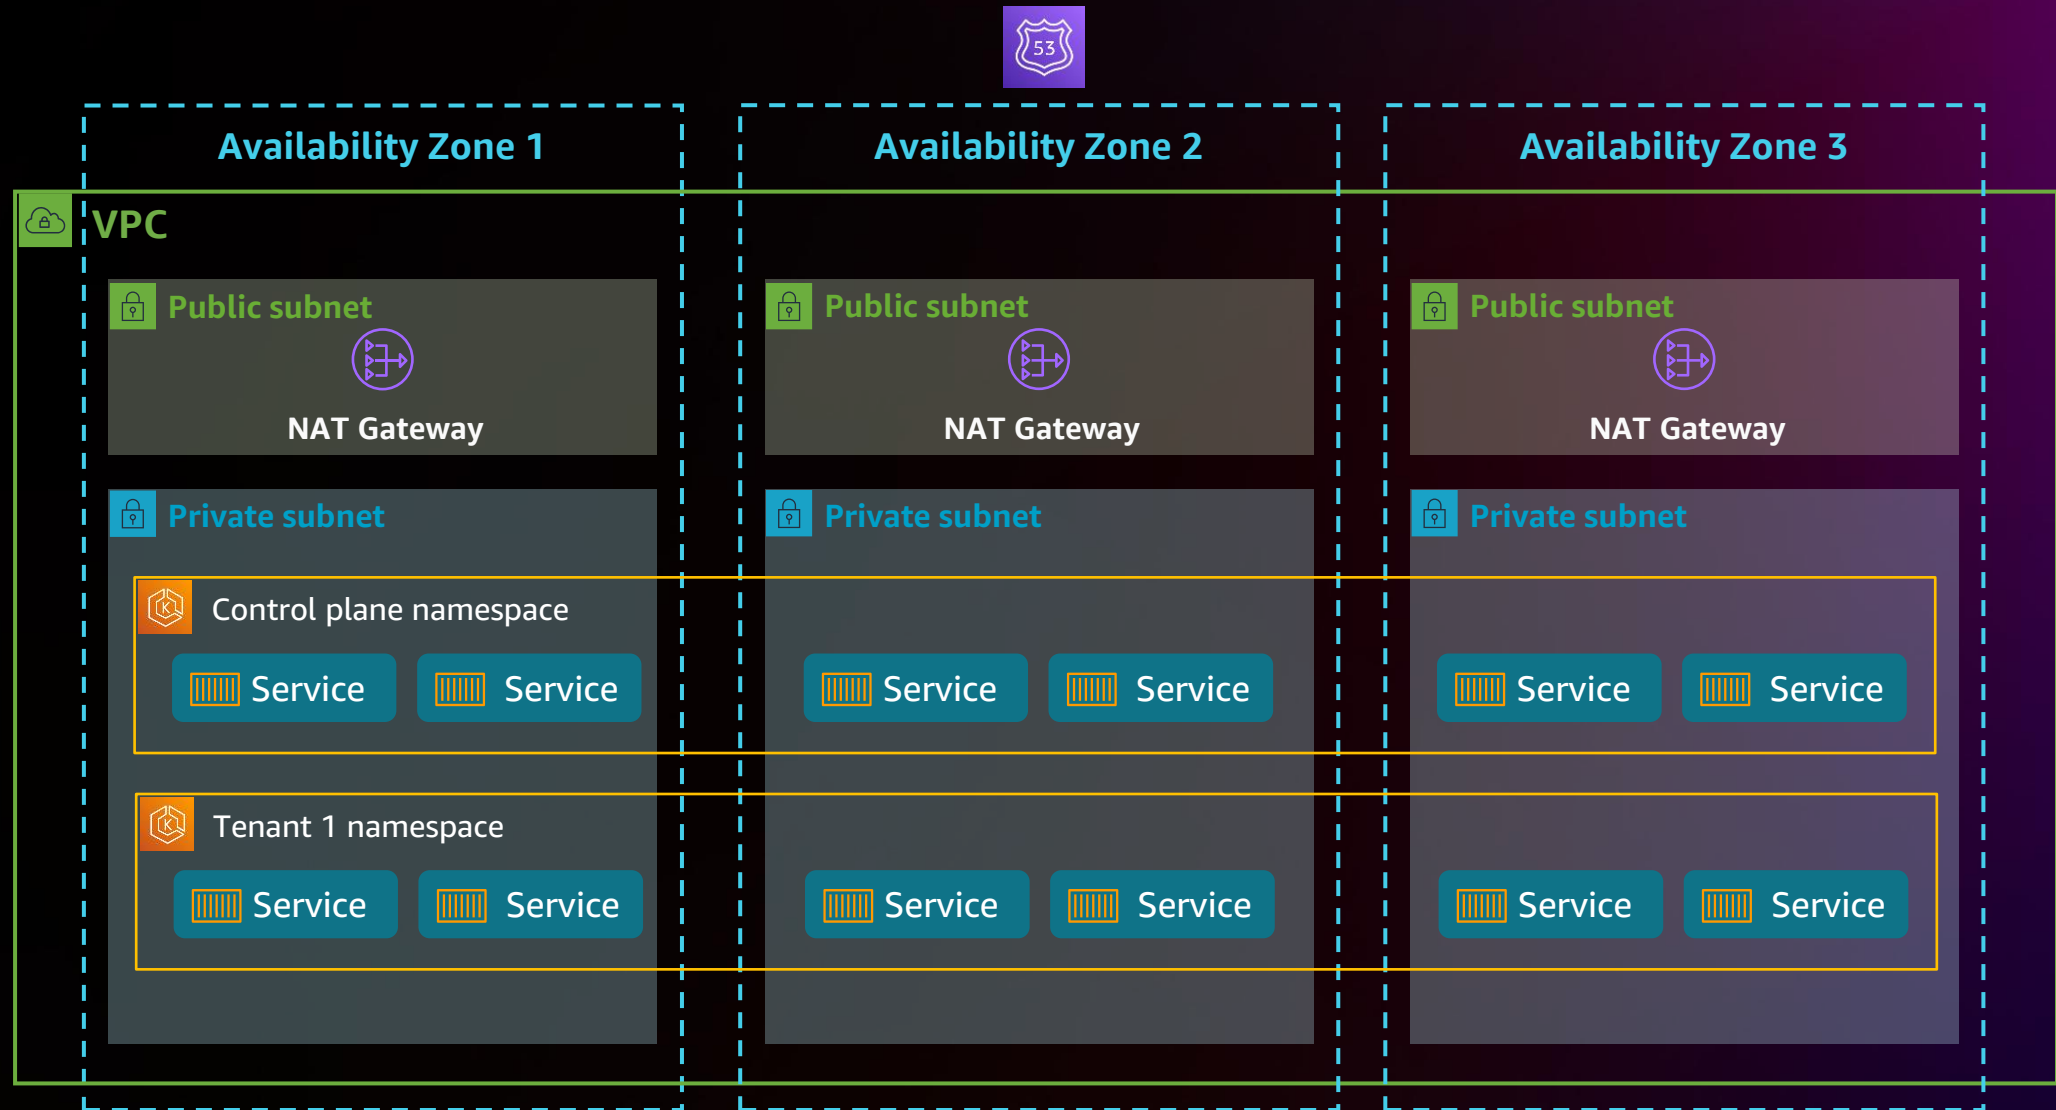 53
Availability Zone 1
Availability Zone 2
Availability Zone 3
VPC
Public subnet
Public subnet
Public subnet
NAT Gateway
NAT Gateway
NAT Gateway
Private subnet
Private subnet
Private subnet
K
Control plane namespace
Service
Service
Service
Service
Service
Service
K
Tenant 1 namespace
Service
Service
Service
Service
Service
Service